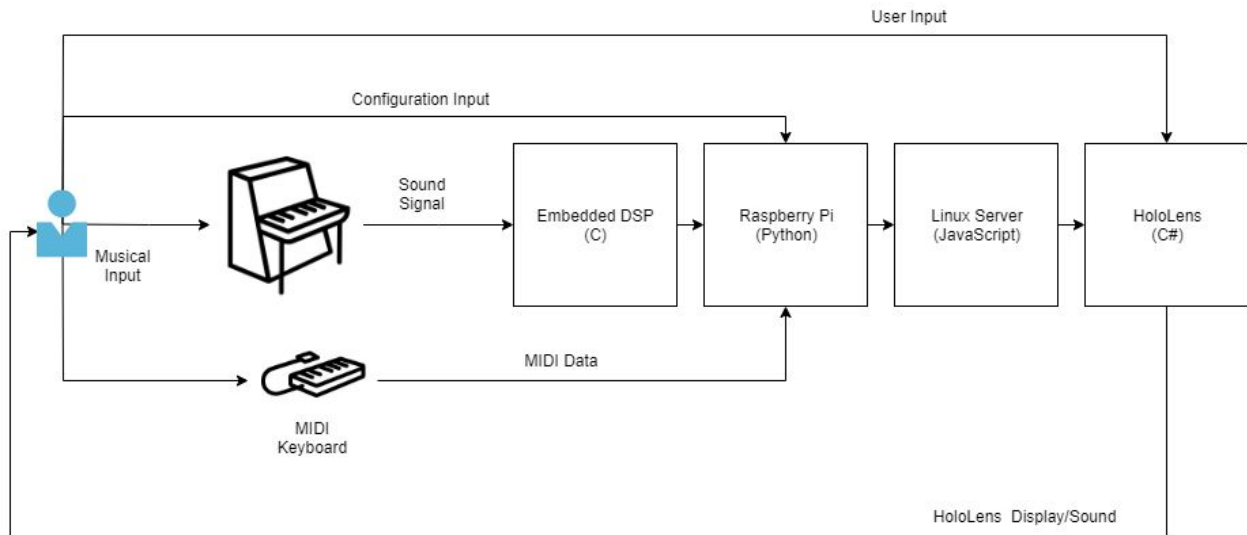 User Input
Configuration Input
Sound
Signal
Embedded DSP
(C)
Raspberry Pi
(Python)
Linux Server
(JavaScript)
HoloLens
(C#)
Musical
Input
MIDI Data
MIDI
Keyboard
HoloLens Display/Sound